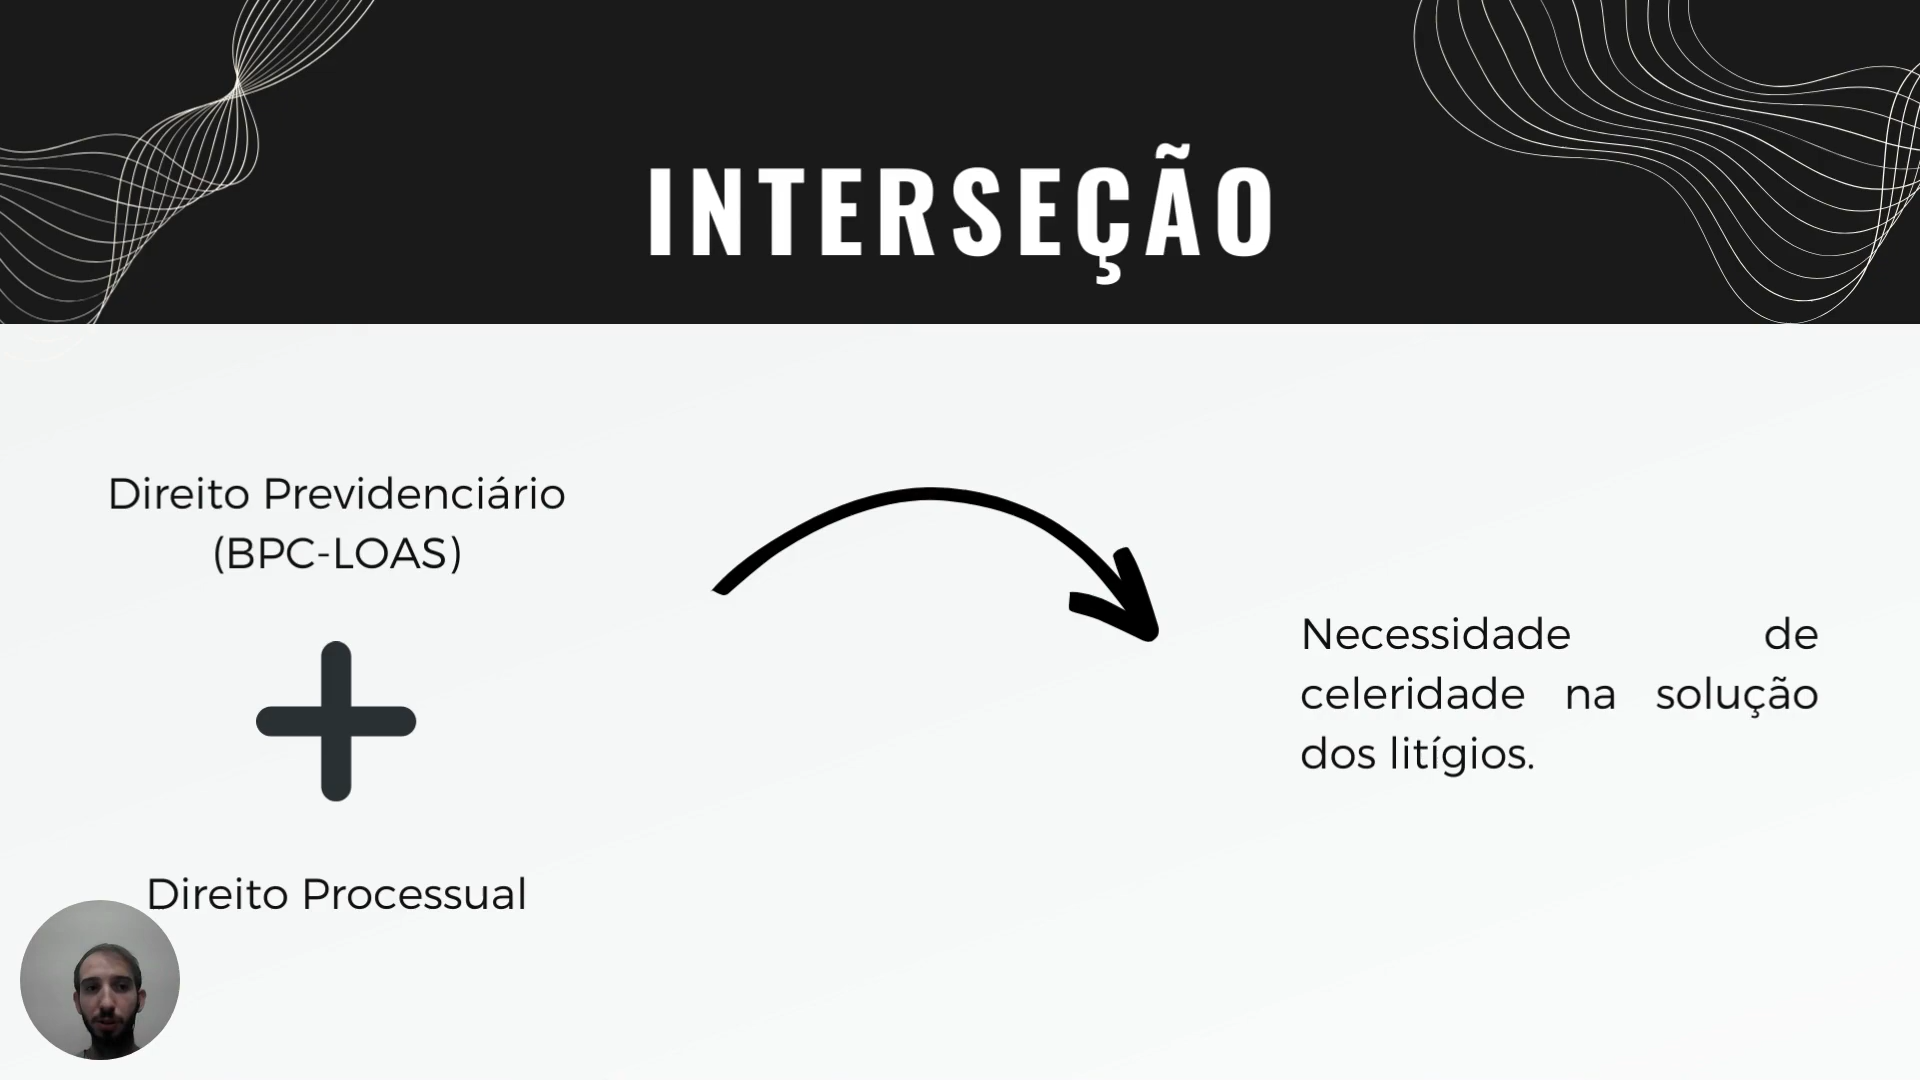 INTERSEÇÃO
Direito Previdenciário
(BPC-LOAS)
Direito Processual
Necessidade de
celeridade na solução
dos litígios.